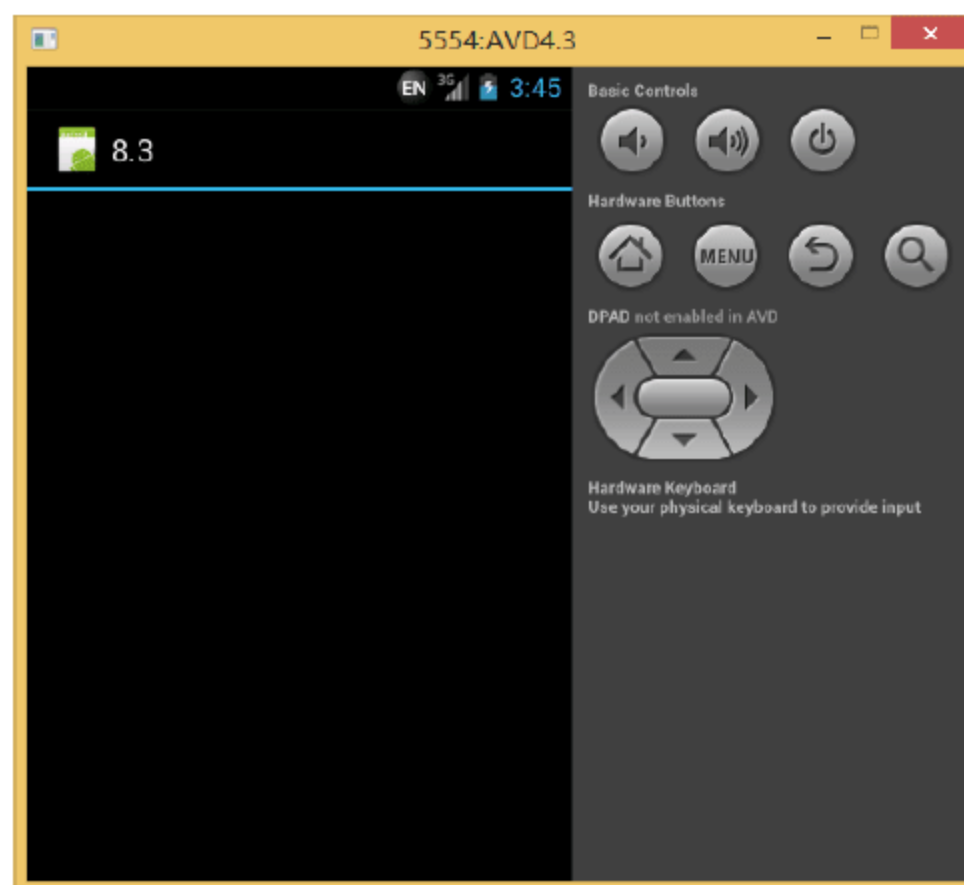 5554:AVD4.3
EN 3G 3:45
8.3
Basic Controls
Hardware Buttons
MENU
DPAD not enabled in AVD
Hardware Keyboard
Use your physical keyboard to provide input